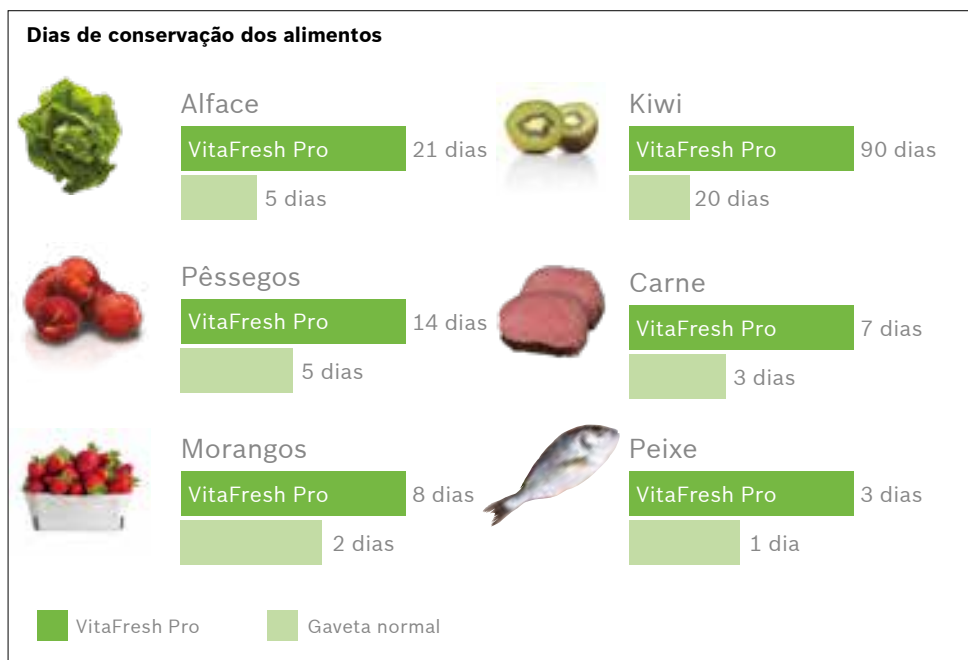 Dias de conservação dos alimentos
Alface
VitaFresh Pro 21 dias
5 dias
Kiwi
VitaFresh Pro 90 dias
20 dias
Pêssegos
VitaFresh Pro 14 dias
5 dias
Carne
VitaFresh Pro 7 dias
3 dias
Morangos
VitaFresh Pro 8 dias
2 dias
Peixe
VitaFresh Pro 3 dias
1 dia
VitaFresh Pro Gaveta normal